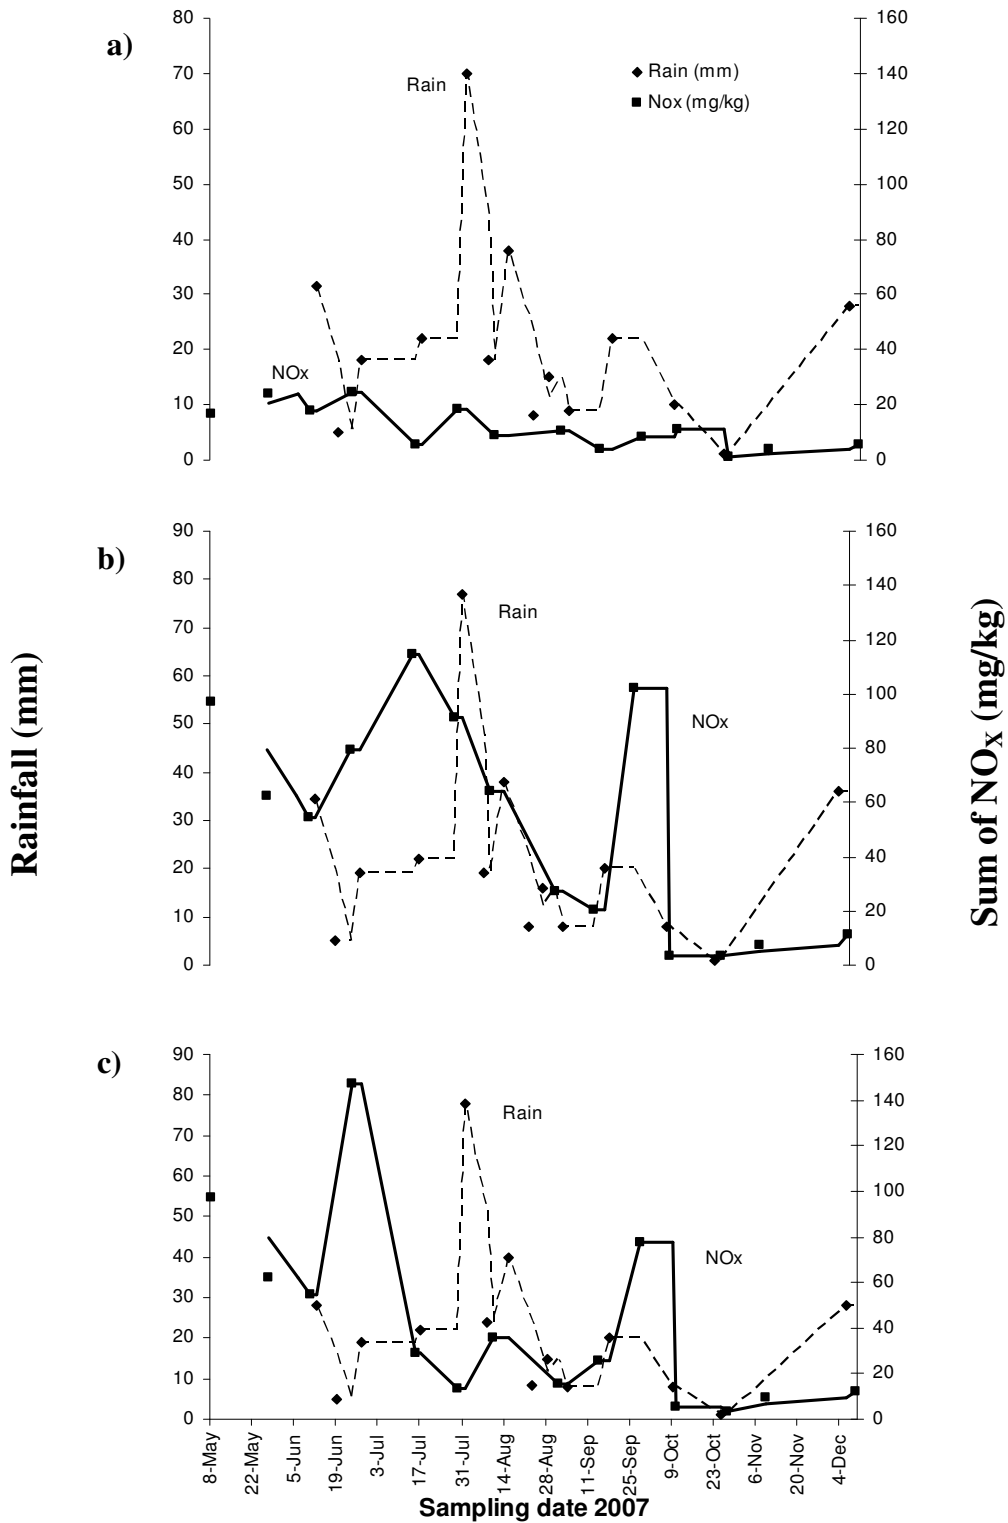 a)
80
70
60
50
40
30
20
10
0
160
140
120
100
80
60
40
20
0
Rain
Rain (mm)
Nox (mg/kg)
NOx
b)
90
80
70
60
50
40
30
20
10
0
160
140
120
100
80
60
40
20
0
Rain
NOx
Rainfall (mm)
Sum of NOX (mg/kg)
c)
90
80
70
60
50
40
30
20
10
0
160
140
120
100
80
60
40
20
0
Rain
NOx
8-May
22-May
5-Jun
19-Jun
3-Jul
17-Jul
31-Jul
14-Aug
28-Aug
11-Sep
25-Sep
9-Oct
23-Oct
6-Nov
20-Nov
4-Dec
Sampling date 2007